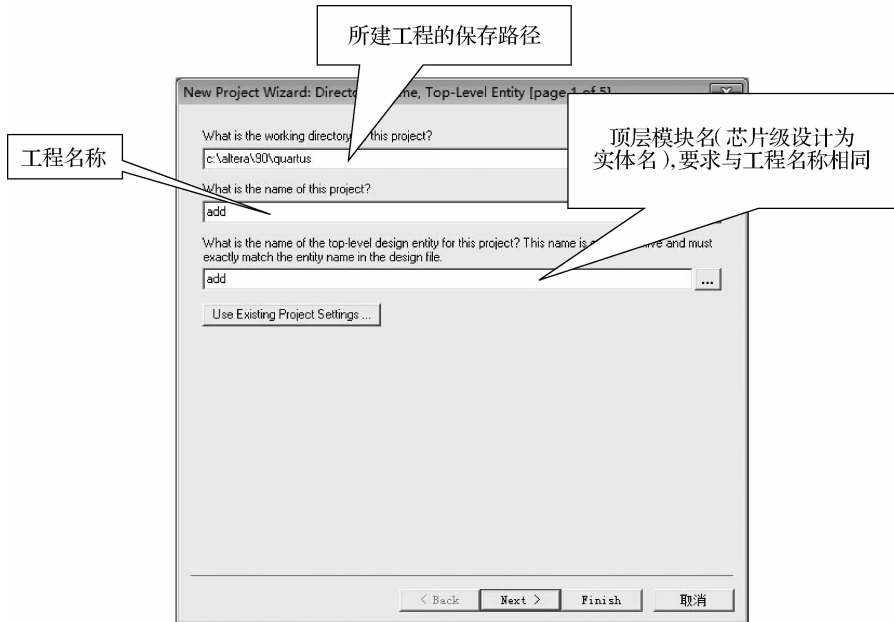 所建工程的保存路径
New Project Wizard: Directo me, Top-Level Entity [page 1 of 5]
What is the working directory this project?
顶层模块名(芯片级设计为
实体名),要求与工程名称相同
工程名称
c:\altera\90\quartus
What is the name of this project?
add
What is the name of the top-level design entity for this project? This name is and must
exactly match the entity name in the design file.
add
...
Use Existing Project Settings ...
< Back
Next >
Finish
取消